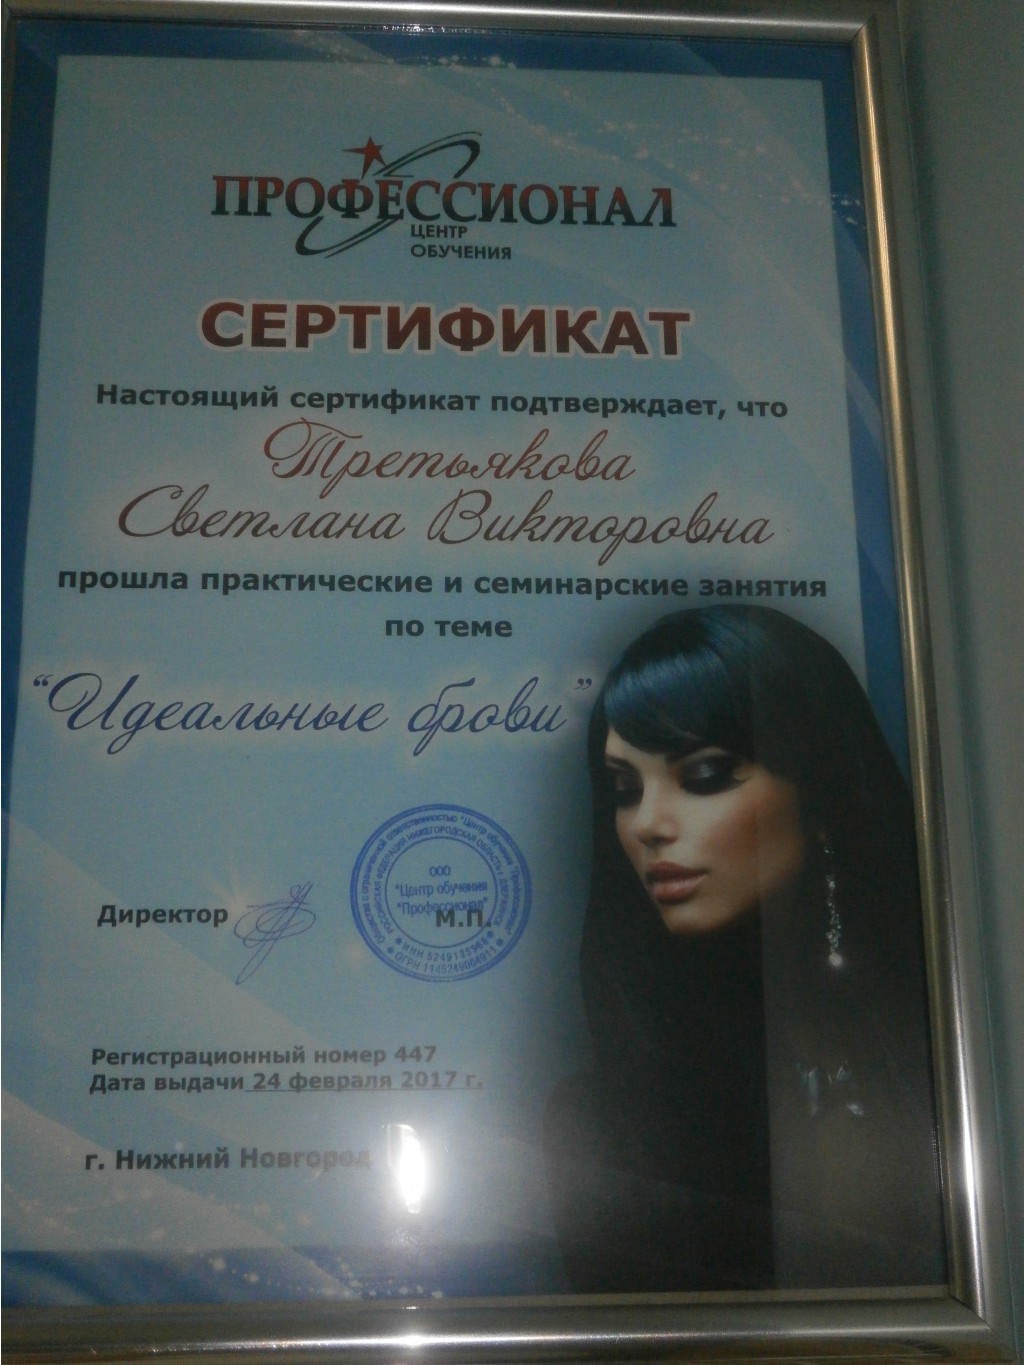 ПРОФЕССИОНАЛ
ЦЕНТР
ОБУЧЕНИЯ
СЕРТИФИКАТ
Настоящий сертификат подтверждает, что
Третьякова
Светлана Викторовна
прошла практические и семинарские занятия
по теме
“Идеальные брови”
Директор
ООО
"Центр обучения
"Профессионал"
М.П.
Регистрационный номер 447
Дата выдачи 24 февраля 2017 г.
г. Нижний Новгород